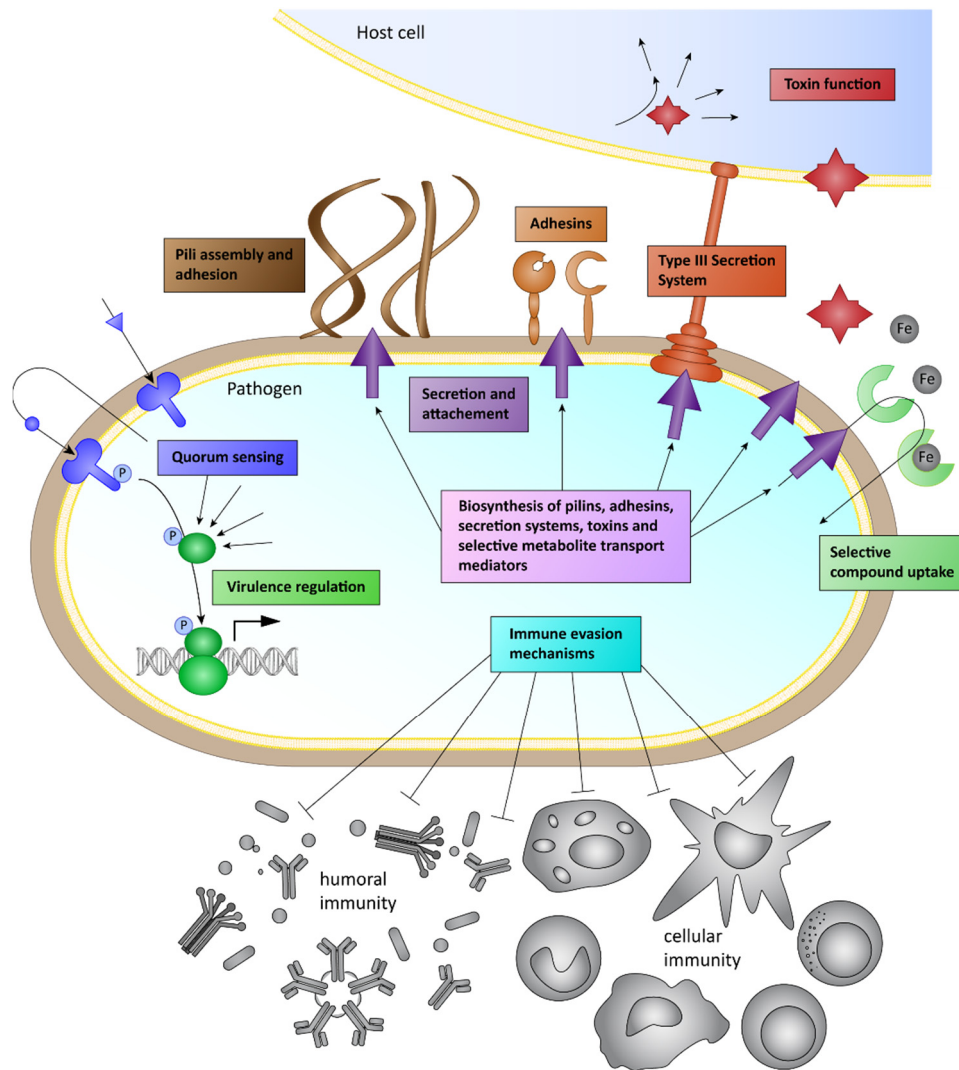 Host cell
Toxin function
Adhesins
Pili assembly and
adhesion
Type III Secretion
System
Fe
Fe
Fe
Pathogen
Secretion and
attachement
Quorum sensing
P
P
Biosynthesis of pilins, adhesins,
secretion systems, toxins and
selective metabolite transport
mediators
Selective
compound uptake
Virulence regulation
P
Immune evasion
mechanisms
humoral
immunity
cellular
immunity